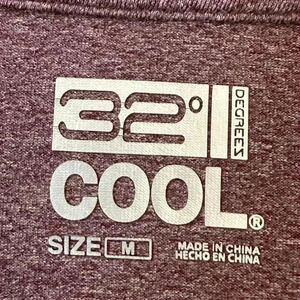 32° DEGREES
COOL®
SIZE M
MADE IN CHINA
HECHO EN CHINA